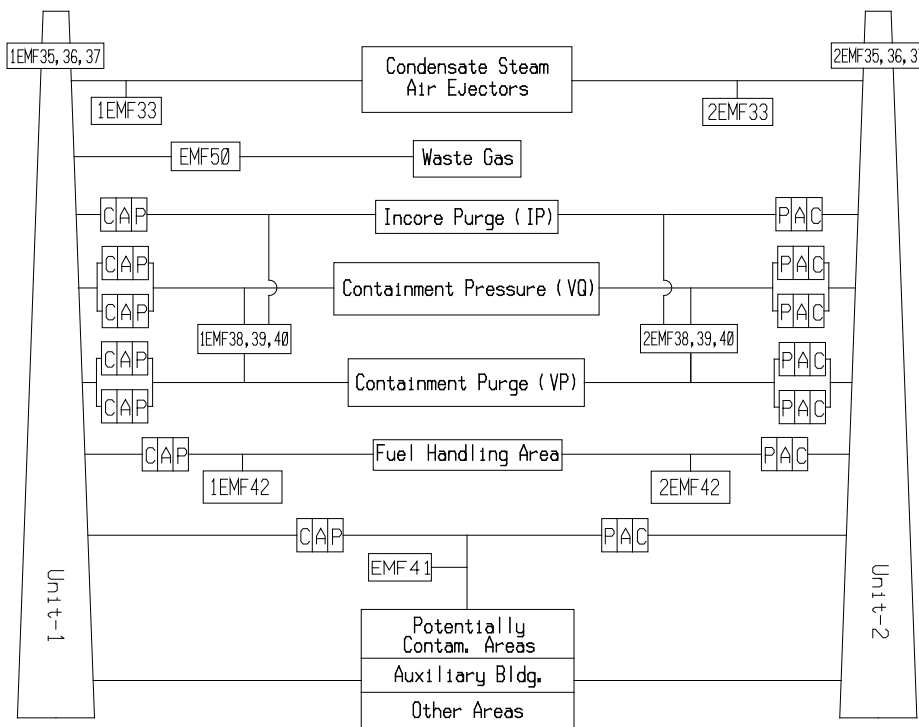 1EMF35,36,37
2EMF35,36,37
Condensate Steam
Air Ejectors
1EMF33
2EMF33
EMF50
Waste Gas
CAP
Incore Purge (IP)
PAC
CAP
PAC
Containment Pressure (VQ)
CAP
PAC
1EMF38,39,40
2EMF38,39,40
CAP
PAC
Containment Purge (VP)
CAP
PAC
CAP
Fuel Handling Area
PAC
1EMF42
2EMF42
CAP
PAC
EMF41
Unit-1
Unit-2
Potentially
Contam. Areas
Auxiliary Bldg.
Other Areas